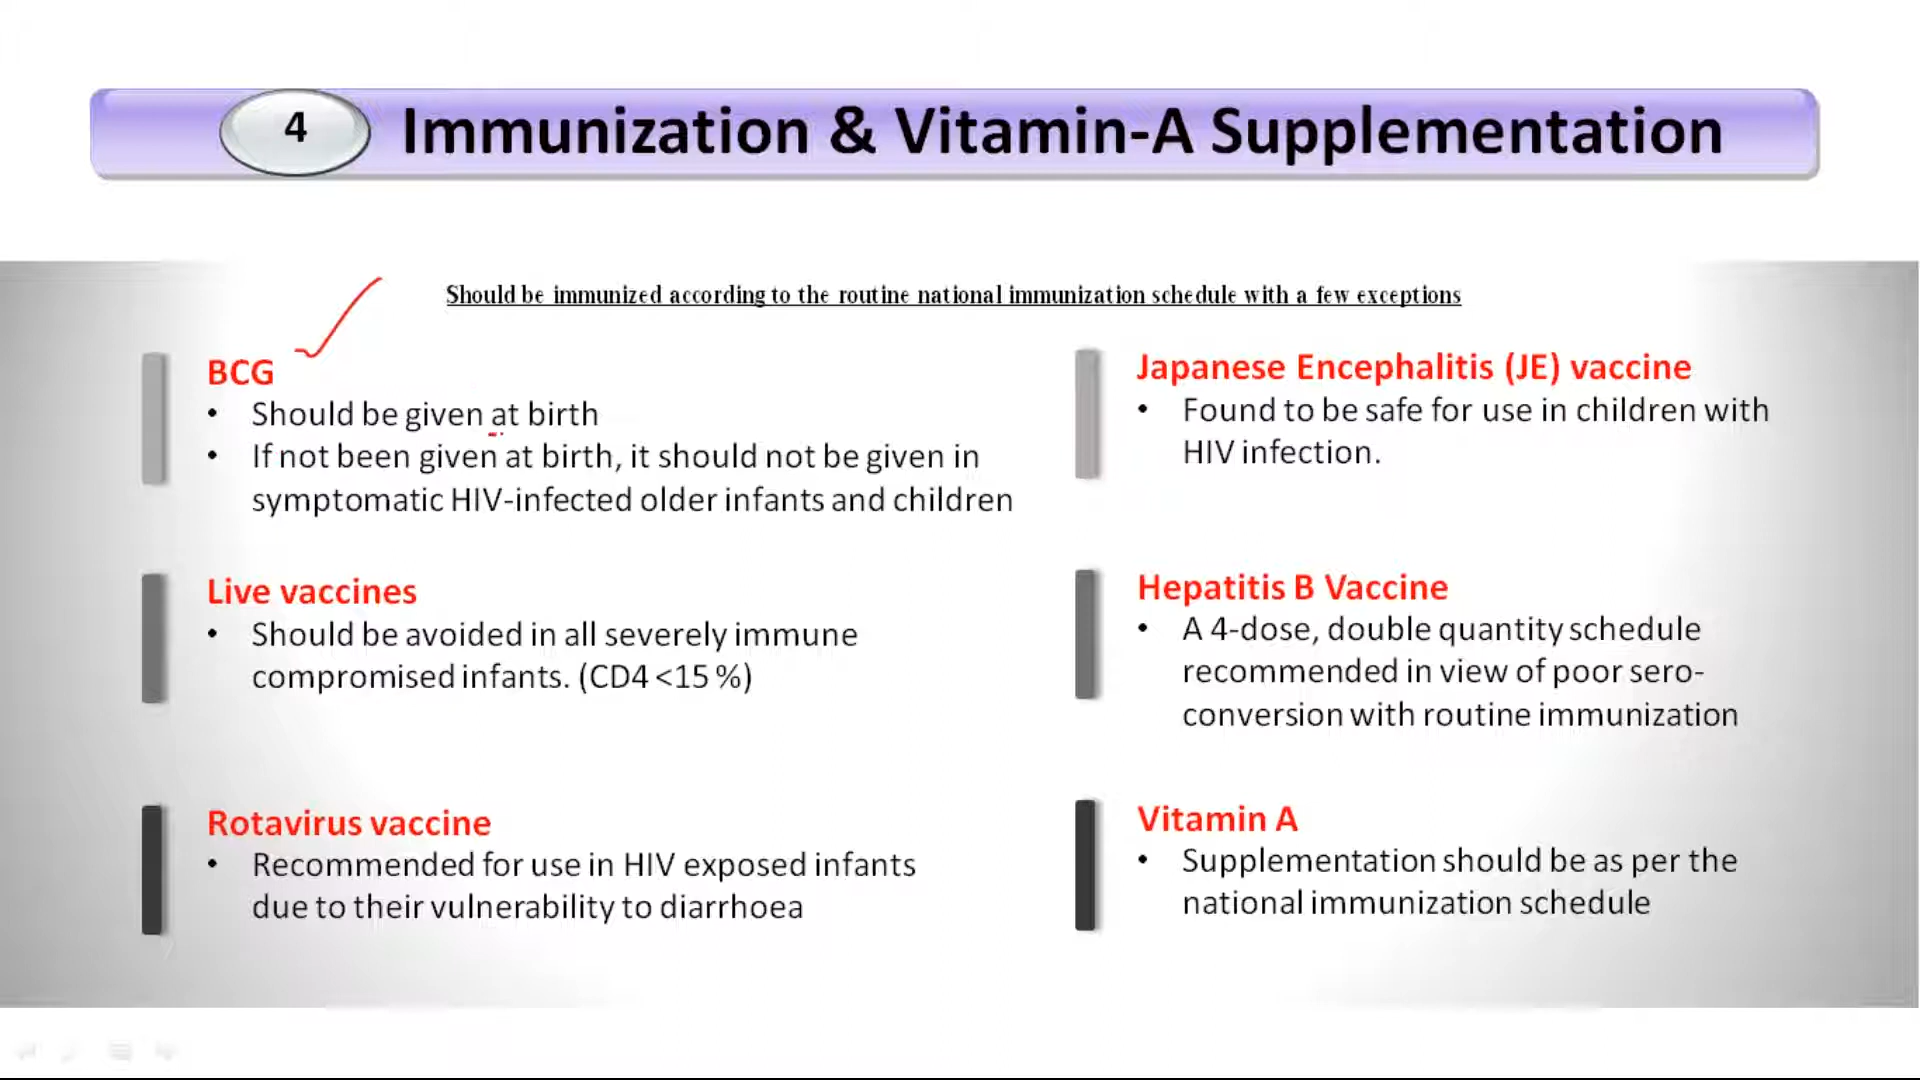 4 Immunization & Vitamin-A Supplementation
Should be immunized according to the routine national immunization schedule with a few exceptions
BCG
• Should be given at birth
• If not been given at birth, it should not be given in
symptomatic HIV-infected older infants and children
Live vaccines
• Should be avoided in all severely immune
compromised infants. (CD4 <15 %)
Rotavirus vaccine
• Recommended for use in HIV exposed infants
due to their vulnerability to diarrhoea
Japanese Encephalitis (JE) vaccine
• Found to be safe for use in children with
HIV infection.
Hepatitis B Vaccine
• A 4-dose, double quantity schedule
recommended in view of poor sero-
conversion with routine immunization
Vitamin A
• Supplementation should be as per the
national immunization schedule